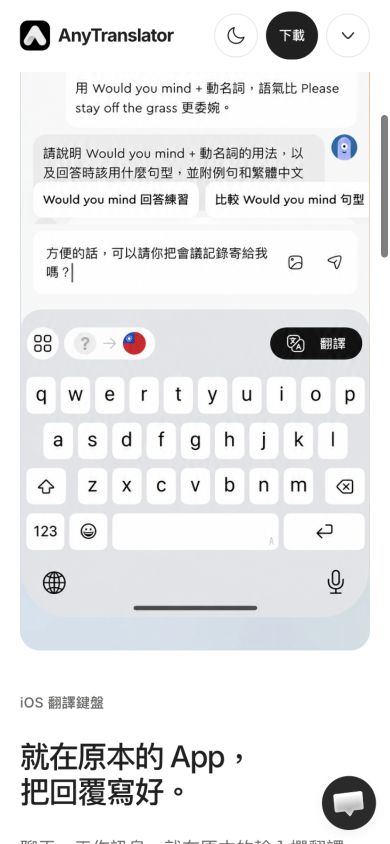 AnyTranslator
下載
用 Would you mind + 動名詞，語氣比 Please
stay off the grass 更委婉。
請說明 Would you mind + 動名詞的用法，以
及回答時該用什麼句型，並附例句和繁體中文
Would you mind 回答練習
比較 Would you mind 句型
方便的話，可以請你把會議記錄寄給我
嗎？
?
翻譯
q w e r t y u i o p
a s d f g h j k l
z x c v b n m
123
A
iOS 翻譯鍵盤
就在原本的 App，
把回覆寫好。